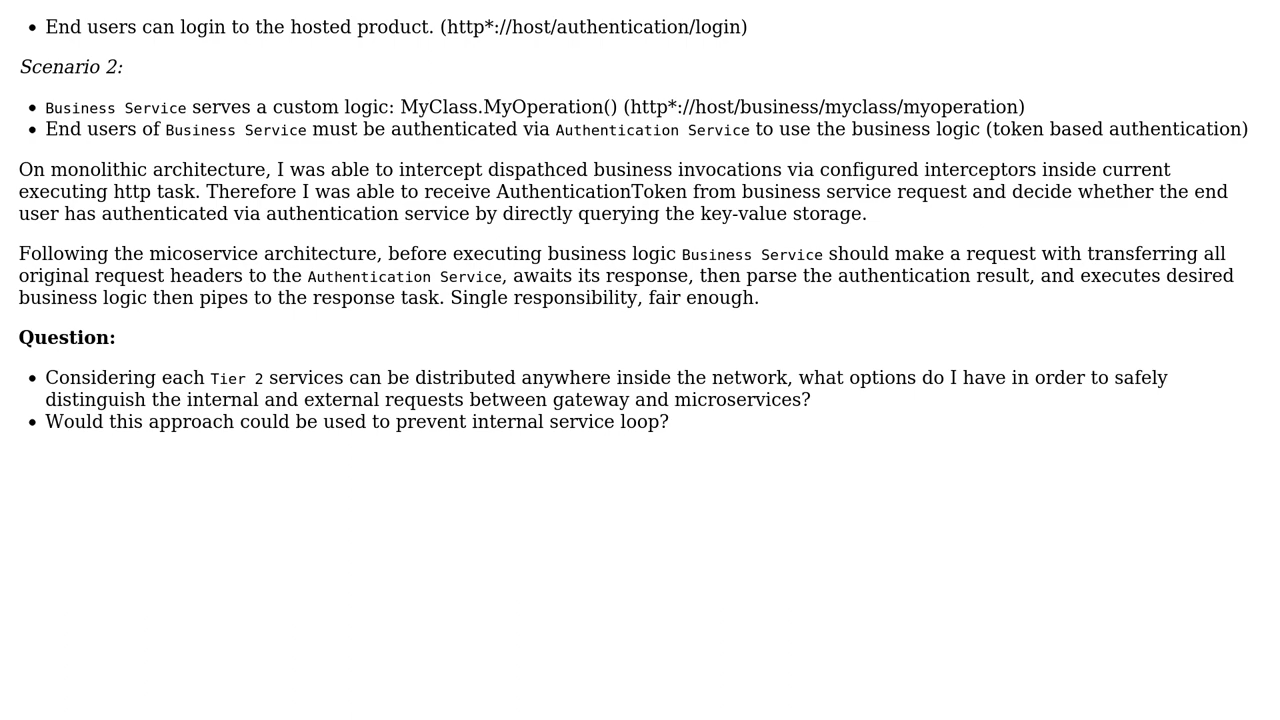 End users can login to the hosted product. (http*://host/authentication/login)
Scenario 2:
Business Service serves a custom logic: MyClass.MyOperation() (http*://host/business/myclass/myoperation)
End users of Business Service must be authenticated via Authentication Service to use the business logic (token based authentication)
On monolithic architecture, I was able to intercept dispathced business invocations via configured interceptors inside current
executing http task. Therefore I was able to receive AuthenticationToken from business service request and decide whether the end
user has authenticated via authentication service by directly querying the key-value storage.
Following the micoservice architecture, before executing business logic Business Service should make a request with transferring all
original request headers to the Authentication Service, awaits its response, then parse the authentication result, and executes desired
business logic then pipes to the response task. Single responsibility, fair enough.
Question:
Considering each Tier 2 services can be distributed anywhere inside the network, what options do I have in order to safely
distinguish the internal and external requests between gateway and microservices?
Would this approach could be used to prevent internal service loop?